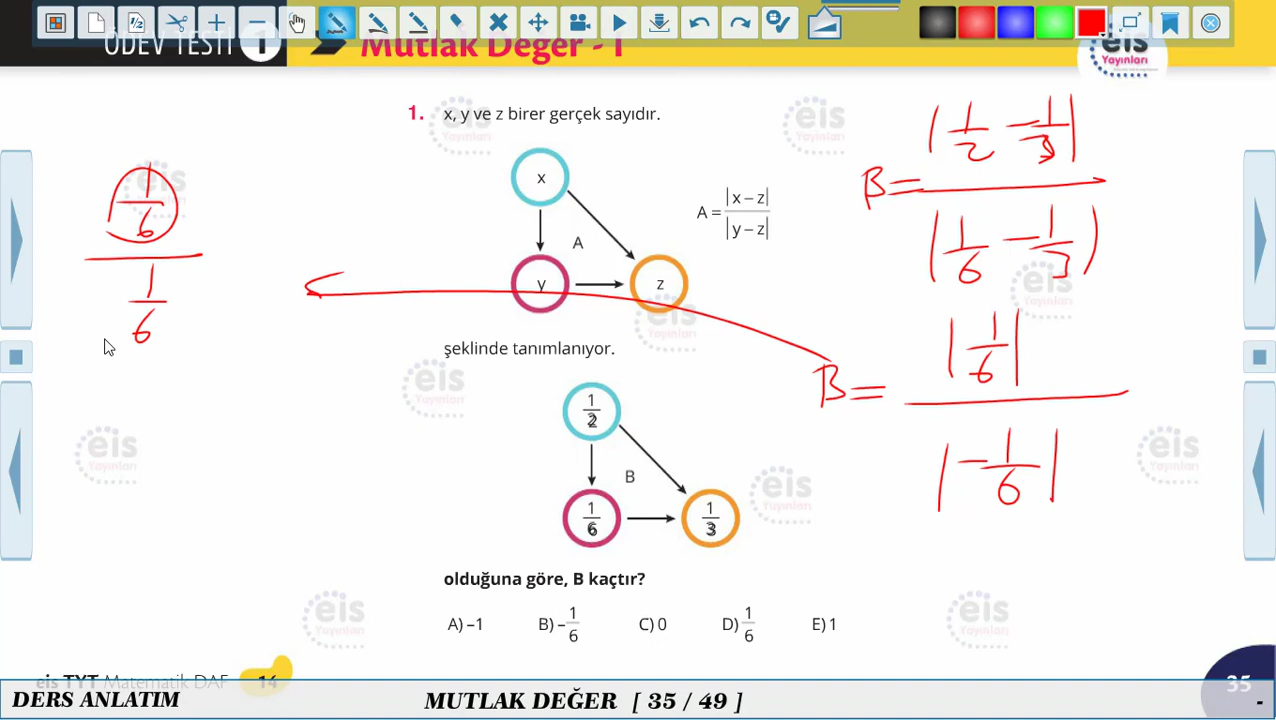 ÖDEV TESTİ 1 Mutlak Değer - 1
eis Yayınları
1. x, y ve z birer gerçek sayıdır.
x
A
y
z
A = |x – z| / |y – z|
şeklinde tanımlanıyor.
1/2
B
1/6
1/3
olduğuna göre, B kaçtır?
A) –1 B) –1/6 C) 0 D) 1/6 E) 1
B = |1/2 – 1/3| / |1/6 – 1/3|
B = |1/6| / |–1/6|
1/6 / 1/6
eis TYT Matematik DAF 14
35
DERS ANLATIM MUTLAK DEĞER [ 35 / 49 ] -